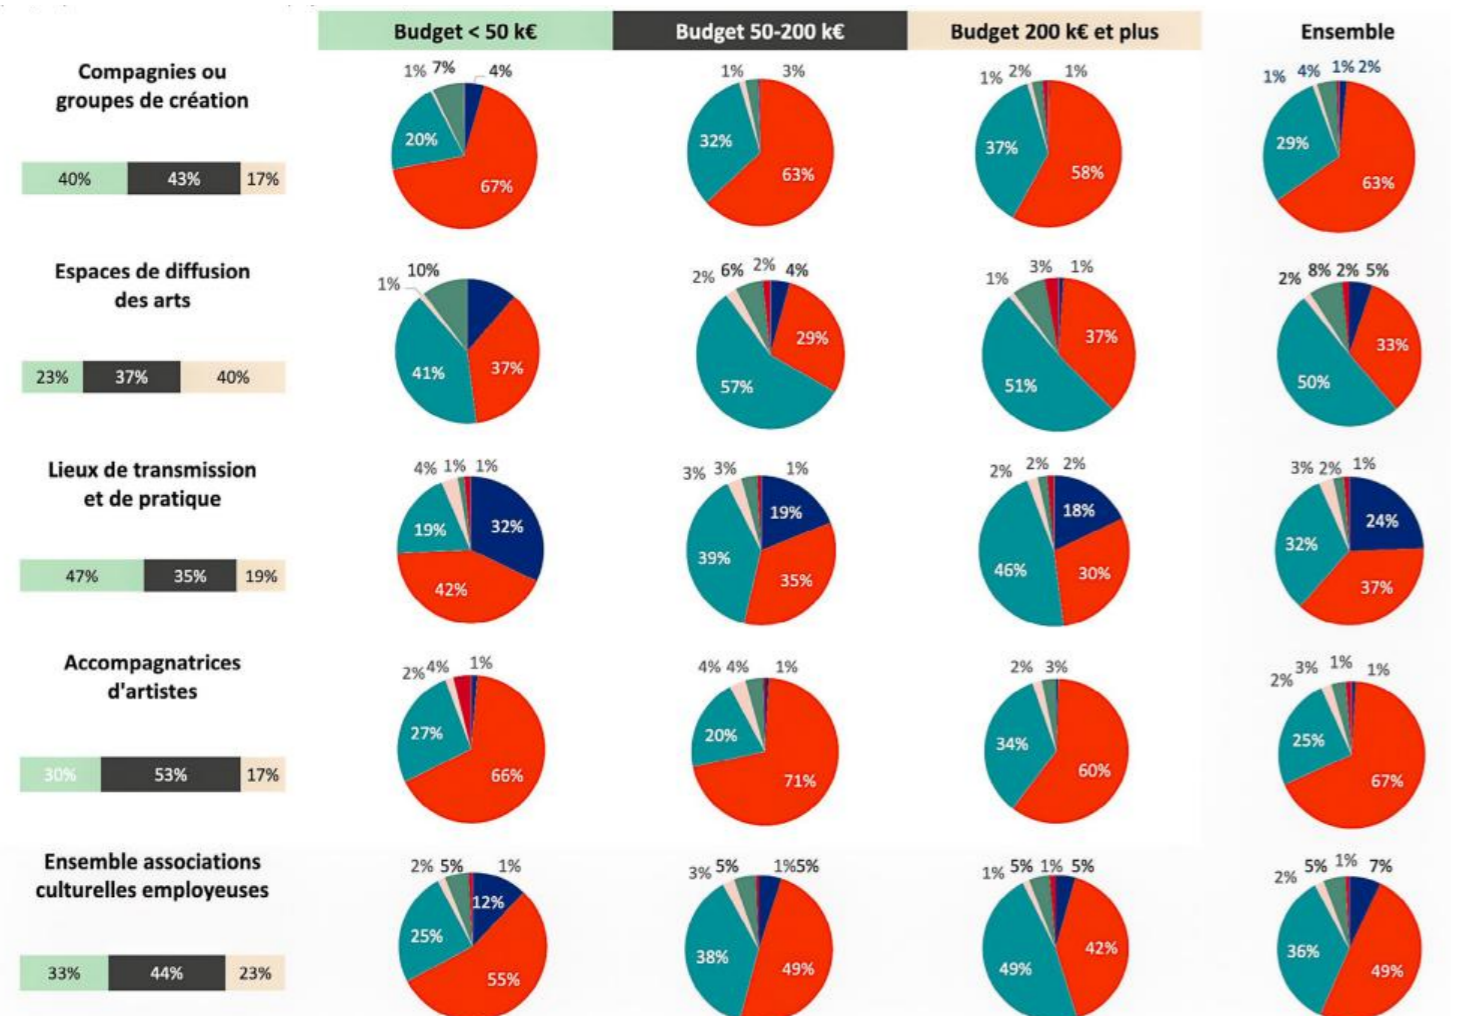 Budget < 50 k€ Budget 50-200 k€ Budget 200 k€ et plus Ensemble
Compagnies ou
groupes de création
1% 7% 4% 1% 3% 1% 2% 1% 1% 4% 1% 2%
20% 67% 32% 63% 37% 58% 29% 63%
40% 43% 17%
Espaces de diffusion
des arts
1% 10% 2% 6% 2% 4% 1% 3% 1% 2% 8% 2% 5%
41% 37% 57% 29% 51% 37% 50% 33%
23% 37% 40%
Lieux de transmission
et de pratique
4% 1% 1% 3% 3% 1% 2% 2% 2% 3% 2% 1%
19% 32% 42% 39% 19% 35% 46% 18% 30% 32% 24% 37%
47% 35% 19%
Accompagnatrices
d'artistes
2% 4% 1% 4% 4% 1% 2% 3% 2% 3% 1% 1%
27% 66% 20% 71% 34% 60% 25% 67%
30% 53% 17%
Ensemble associations
culturelles employeuses
2% 5% 1% 3% 5% 1% 5% 1% 5% 1% 5% 2% 5% 1% 7%
25% 12% 55% 38% 49% 49% 42% 36% 49%
33% 44% 23%